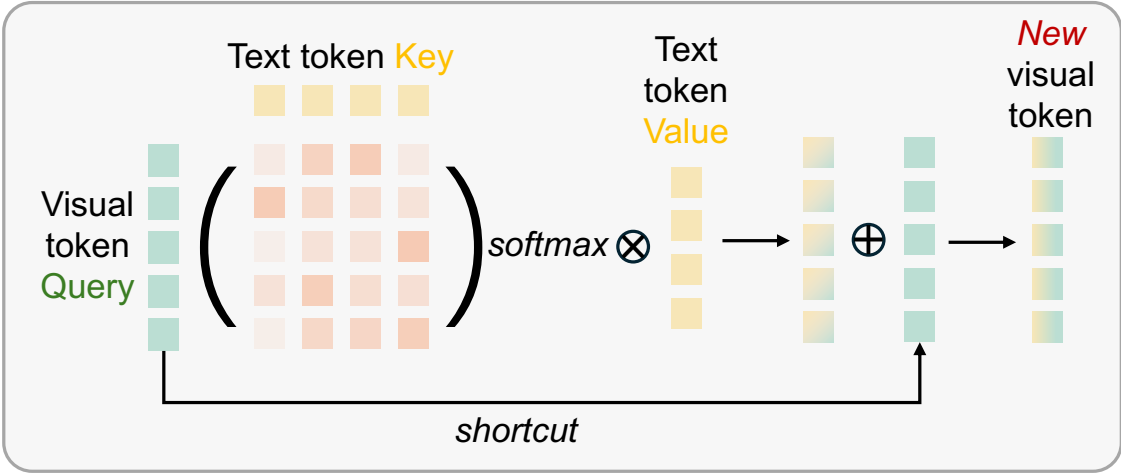 Text token Key
Visual
token
Query
softmax
Text
token
Value
New
visual
token
shortcut